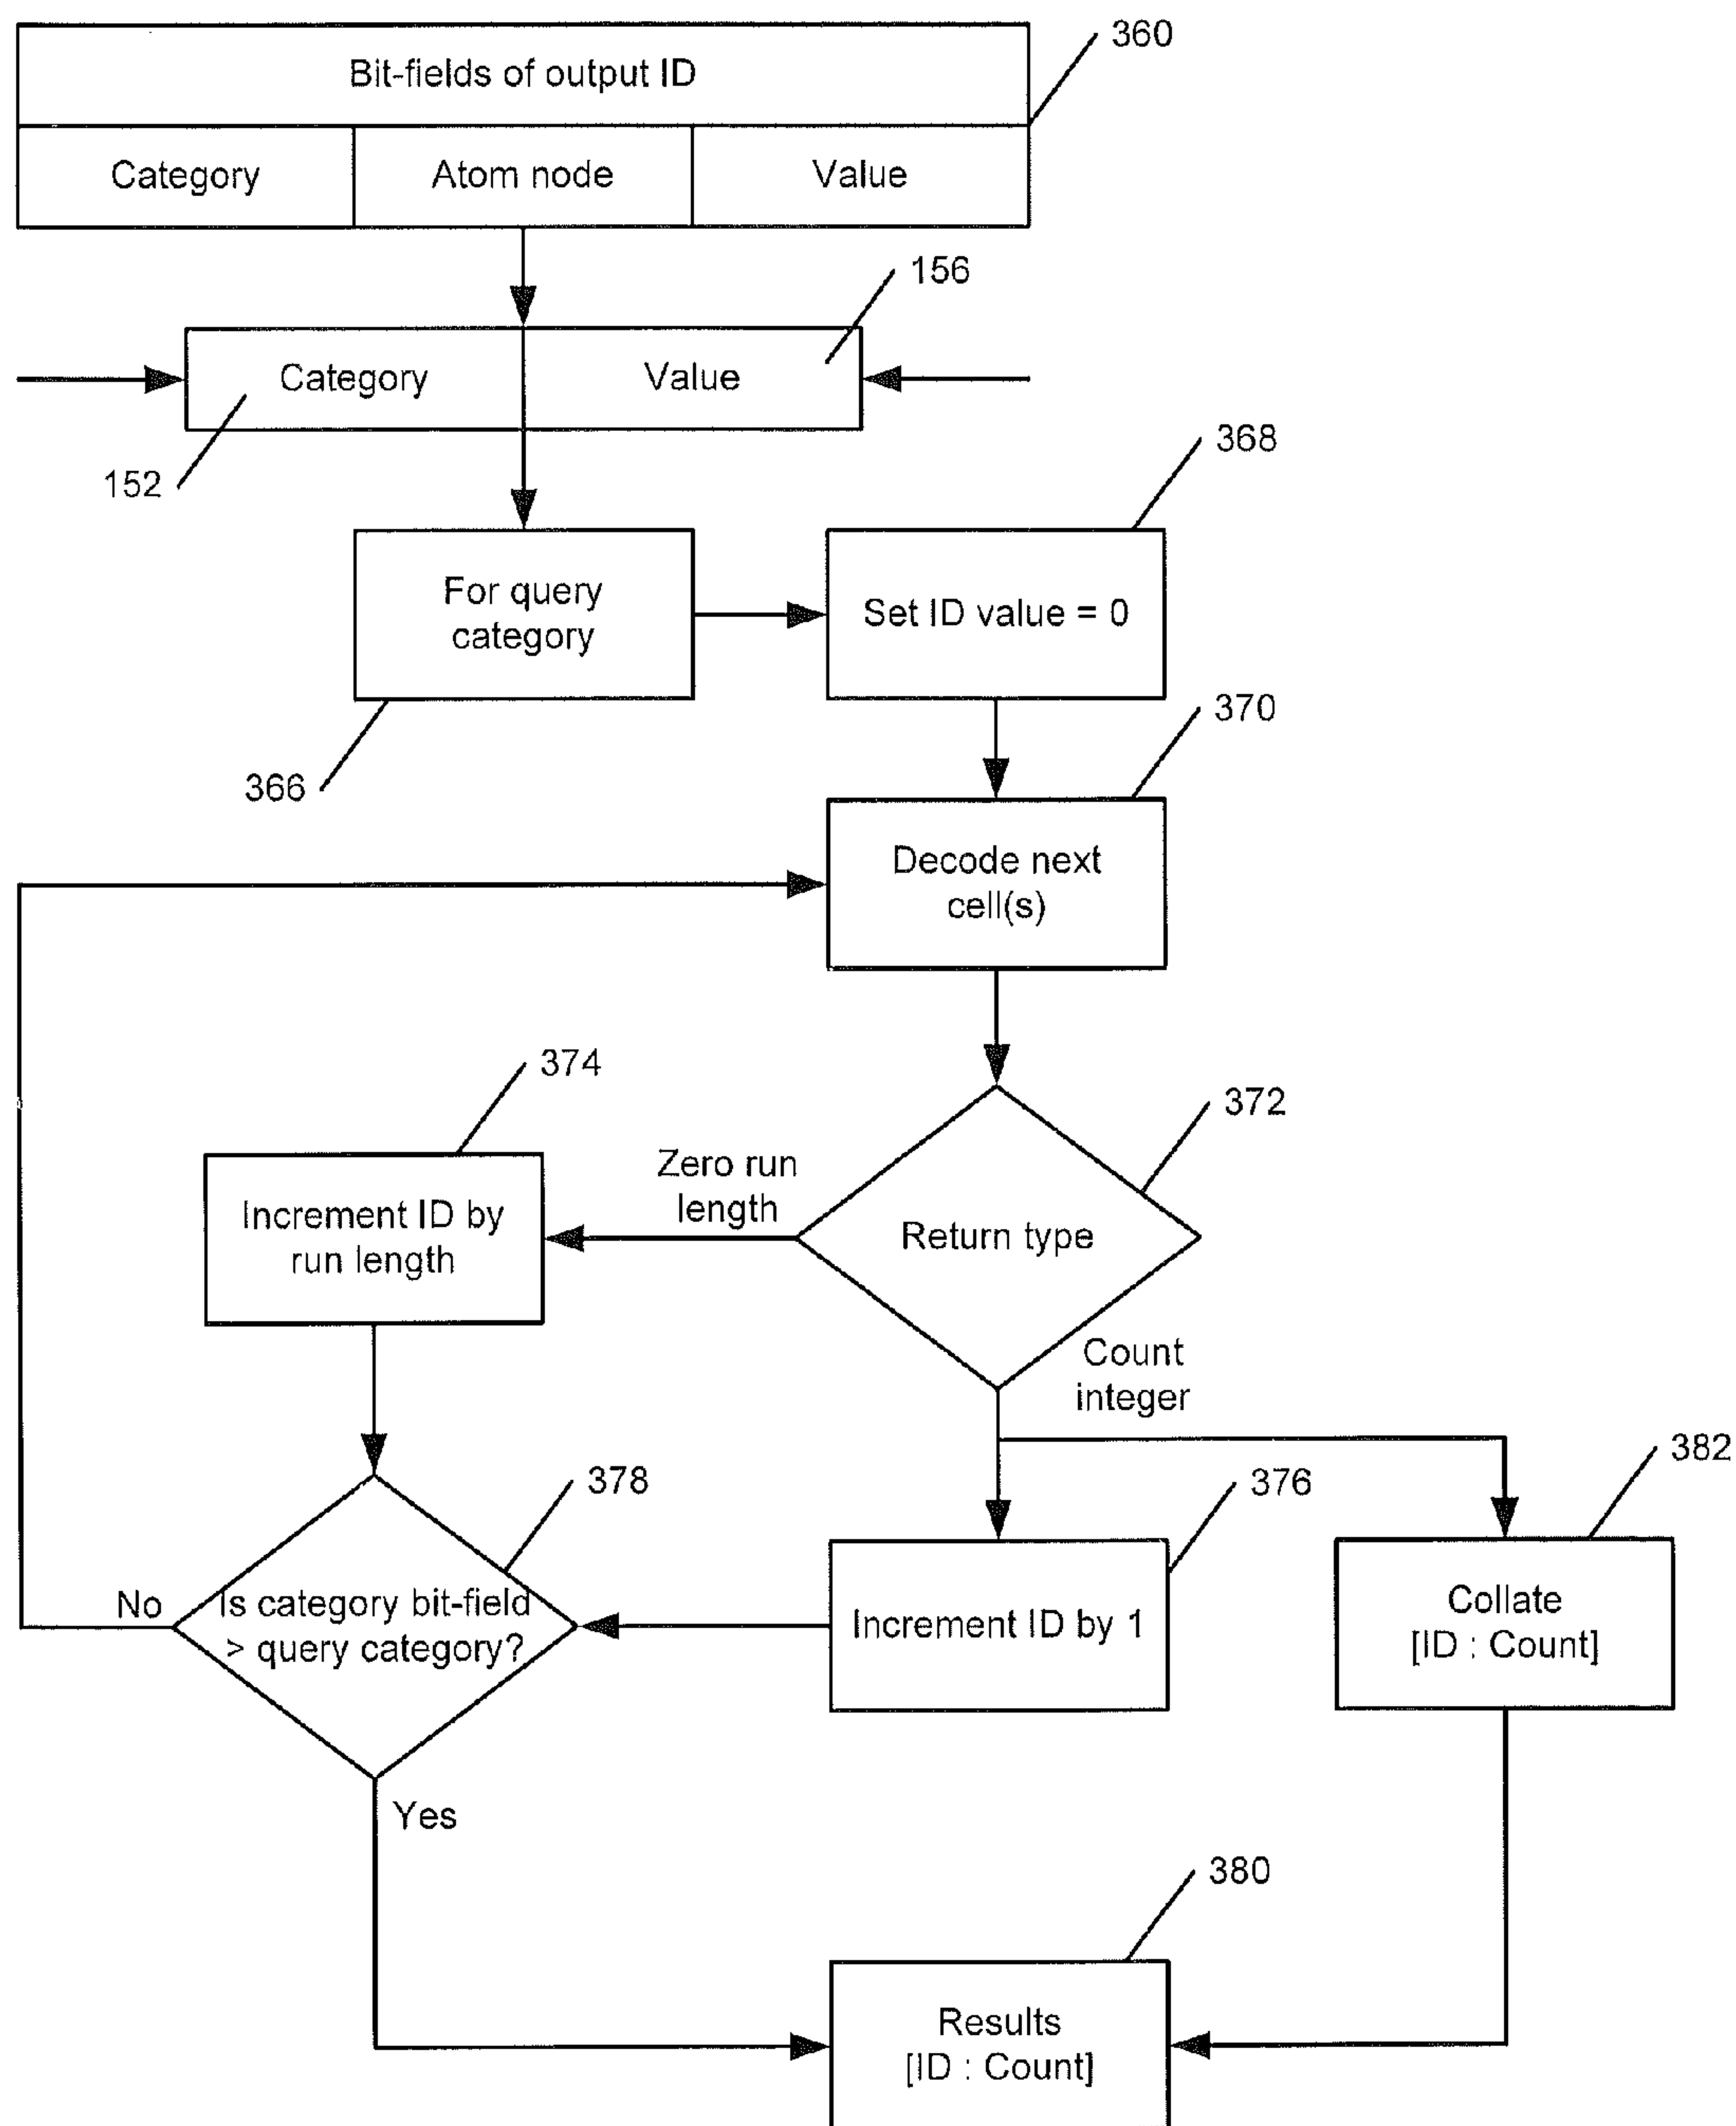 360
Bit-fields of output ID
Category Atom node Value
156
Category Value
152
368
For query
category
Set ID value = 0
366
370
Decode next
cell(s)
374
372
Zero run
length
Increment ID by
run length
Return type
Count
integer
382
378
376
No
Is category bit-field
> query category?
Increment ID by 1
Collate
[ID : Count]
Yes
380
Results
[ID : Count]